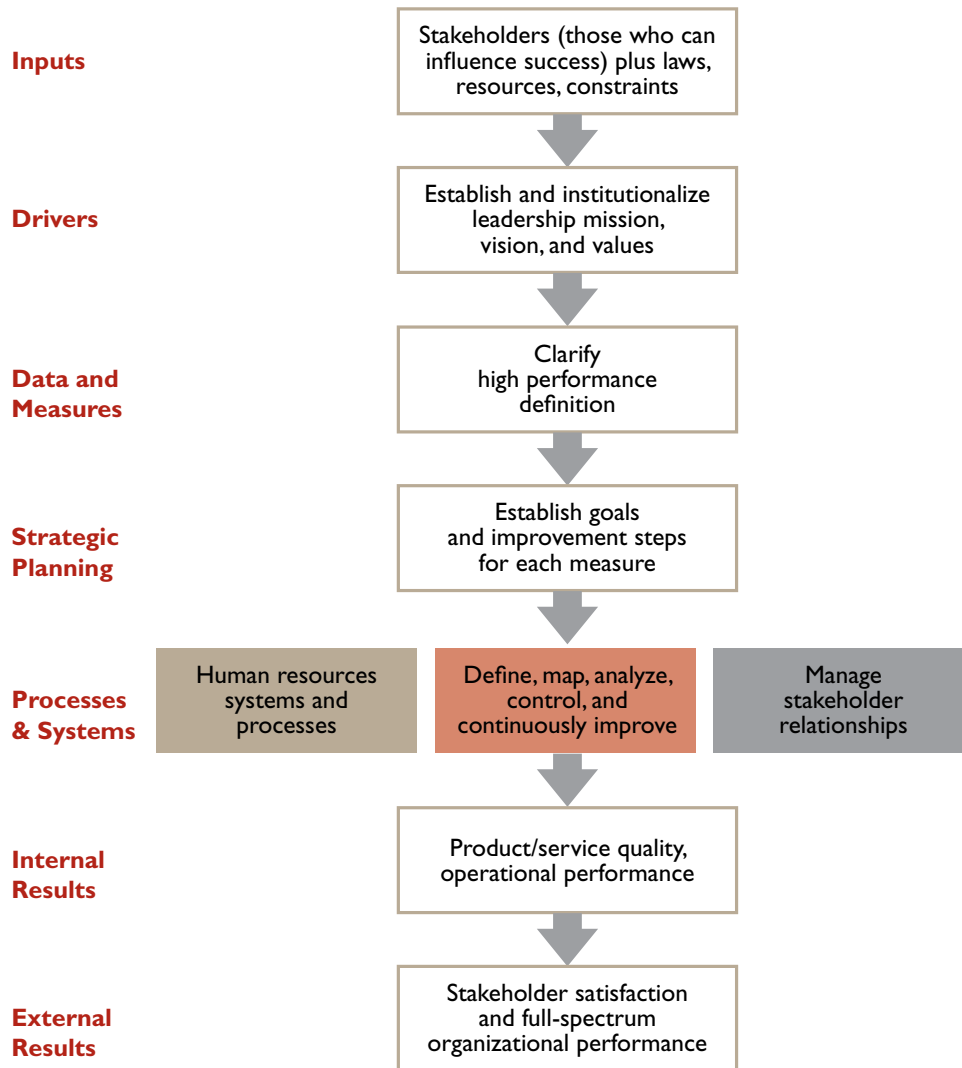 Inputs
Stakeholders (those who can
influence success) plus laws,
resources, constraints
Drivers
Establish and institutionalize
leadership mission,
vision, and values
Data and
Measures
Clarify
high performance
definition
Strategic
Planning
Establish goals
and improvement steps
for each measure
Processes
& Systems
Human resources
systems and
processes
Define, map, analyze,
control, and
continuously improve
Manage
stakeholder
relationships
Internal
Results
Product/service quality,
operational performance
External
Results
Stakeholder satisfaction
and full-spectrum
organizational performance